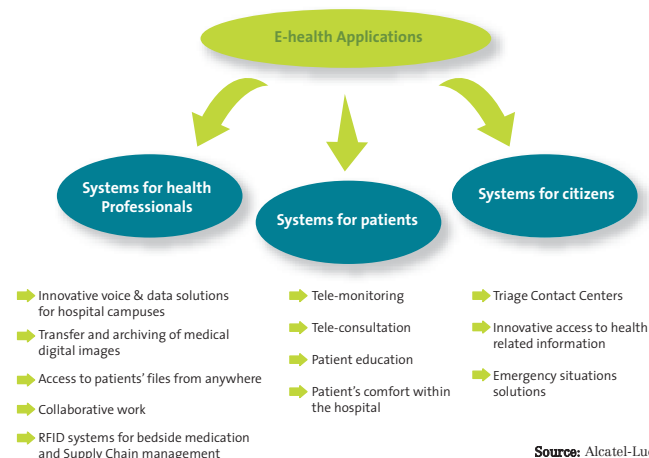 E-health Applications
Systems for health
Professionals
Systems for patients
Systems for citizens
Innovative voice & data solutions
for hospital campuses
Transfer and archiving of medical
digital images
Access to patients' files from anywhere
Collaborative work
RFID systems for bedside medication
and Supply Chain management
Tele-monitoring
Tele-consultation
Patient education
Patient's comfort within
the hospital
Triage Contact Centers
Innovative access to health
related information
Emergency situations
solutions
Source: